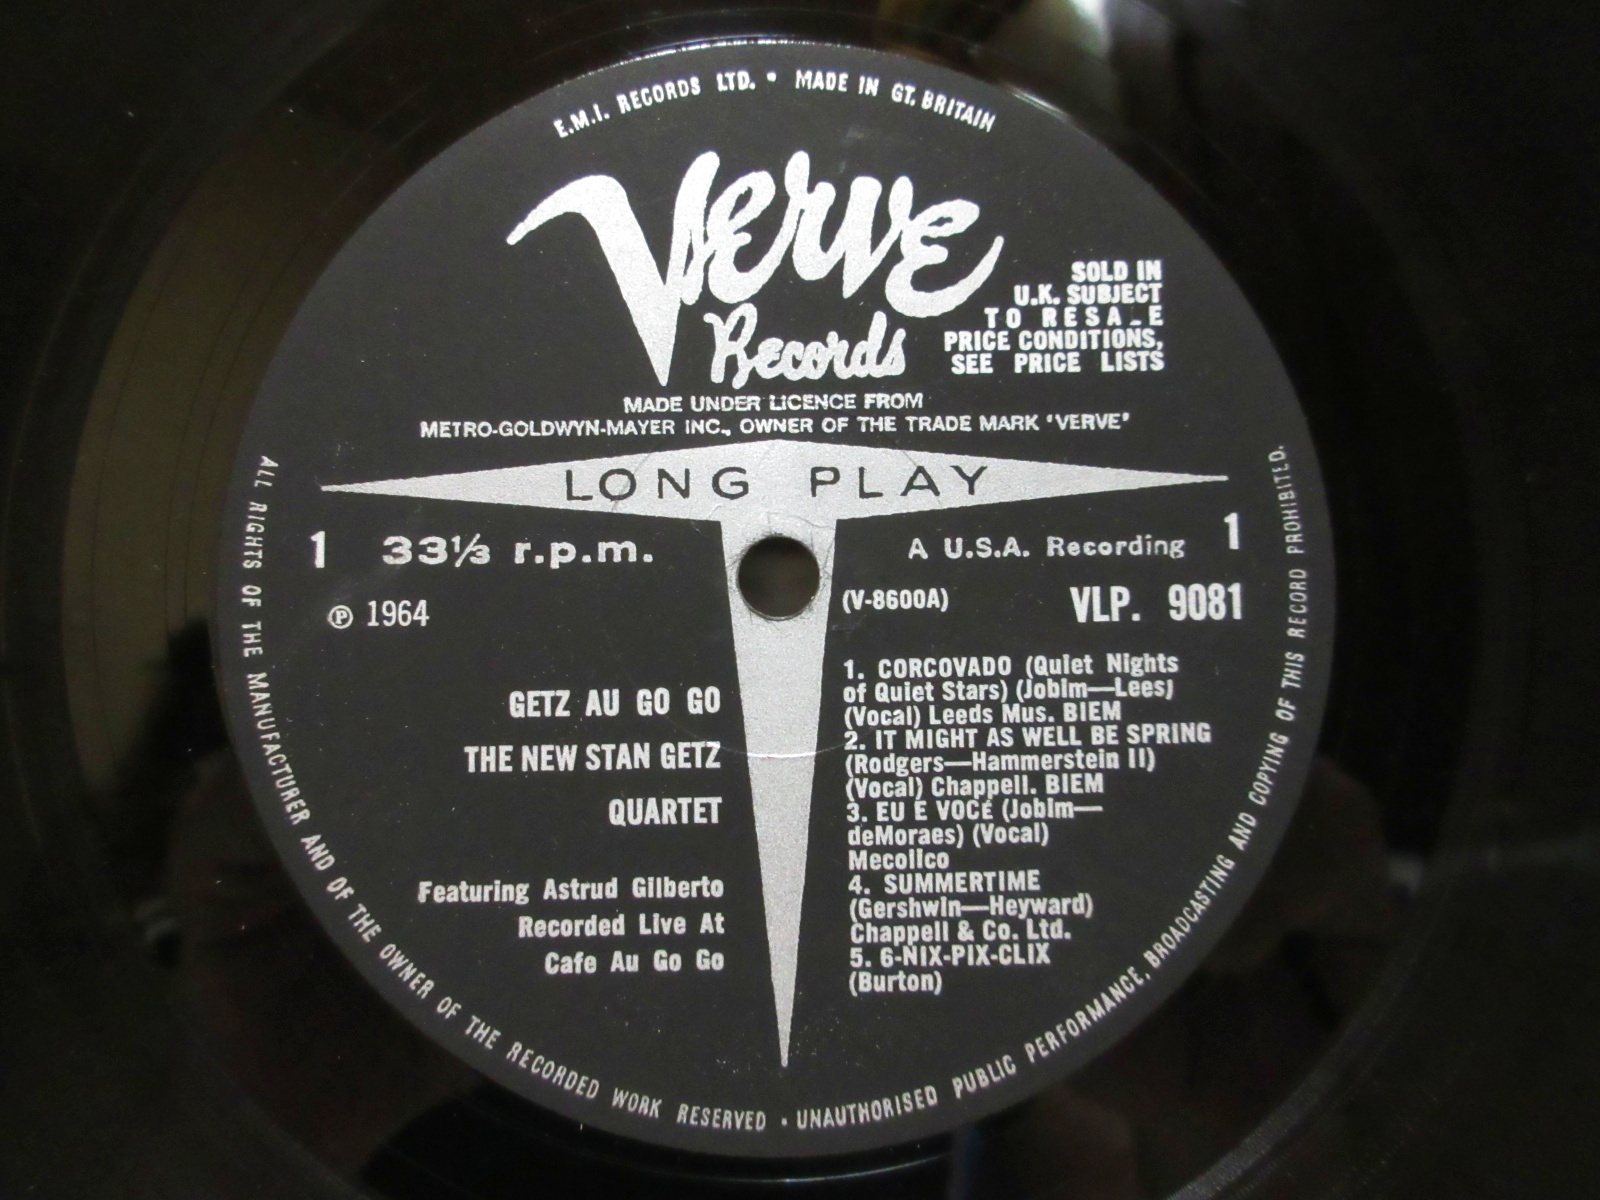 E.M.I. RECORDS LTD. • MADE IN GT. BRITAIN
Verve
Records
SOLD IN
U.K. SUBJECT
TO RESA_E
PRICE CONDITIONS,
SEE PRICE LISTS
MADE UNDER LICENCE FROM
METRO-GOLDWYN-MAYER INC., OWNER OF THE TRADE MARK 'VERVE'
LONG PLAY
1 33⅓ r.p.m.
A U.S.A. Recording 1
℗ 1964
(V-8600A) VLP. 9081
GETZ AU GO GO
THE NEW STAN GETZ
QUARTET
Featuring Astrud Gilberto
Recorded Live At
Cafe Au Go Go
1. CORCOVADO (Quiet Nights
of Quiet Stars) (Jobim—Lees)
(Vocal) Leeds Mus. BIEM
2. IT MIGHT AS WELL BE SPRING
(Rodgers—Hammerstein II)
(Vocal) Chappell. BIEM
3. EU E VOCÉ (Jobim—
deMoraes) (Vocal)
Mecolico
4. SUMMERTIME
(Gershwin—Heyward)
Chappell & Co. Ltd.
5. 6-NIX-PIX-CLIX
(Burton)
ALL RIGHTS OF THE MANUFACTURER AND OF THE OWNER OF THE RECORDED WORK RESERVED • UNAUTHORISED PUBLIC PERFORMANCE, BROADCASTING AND COPYING OF THIS RECORD PROHIBITED.